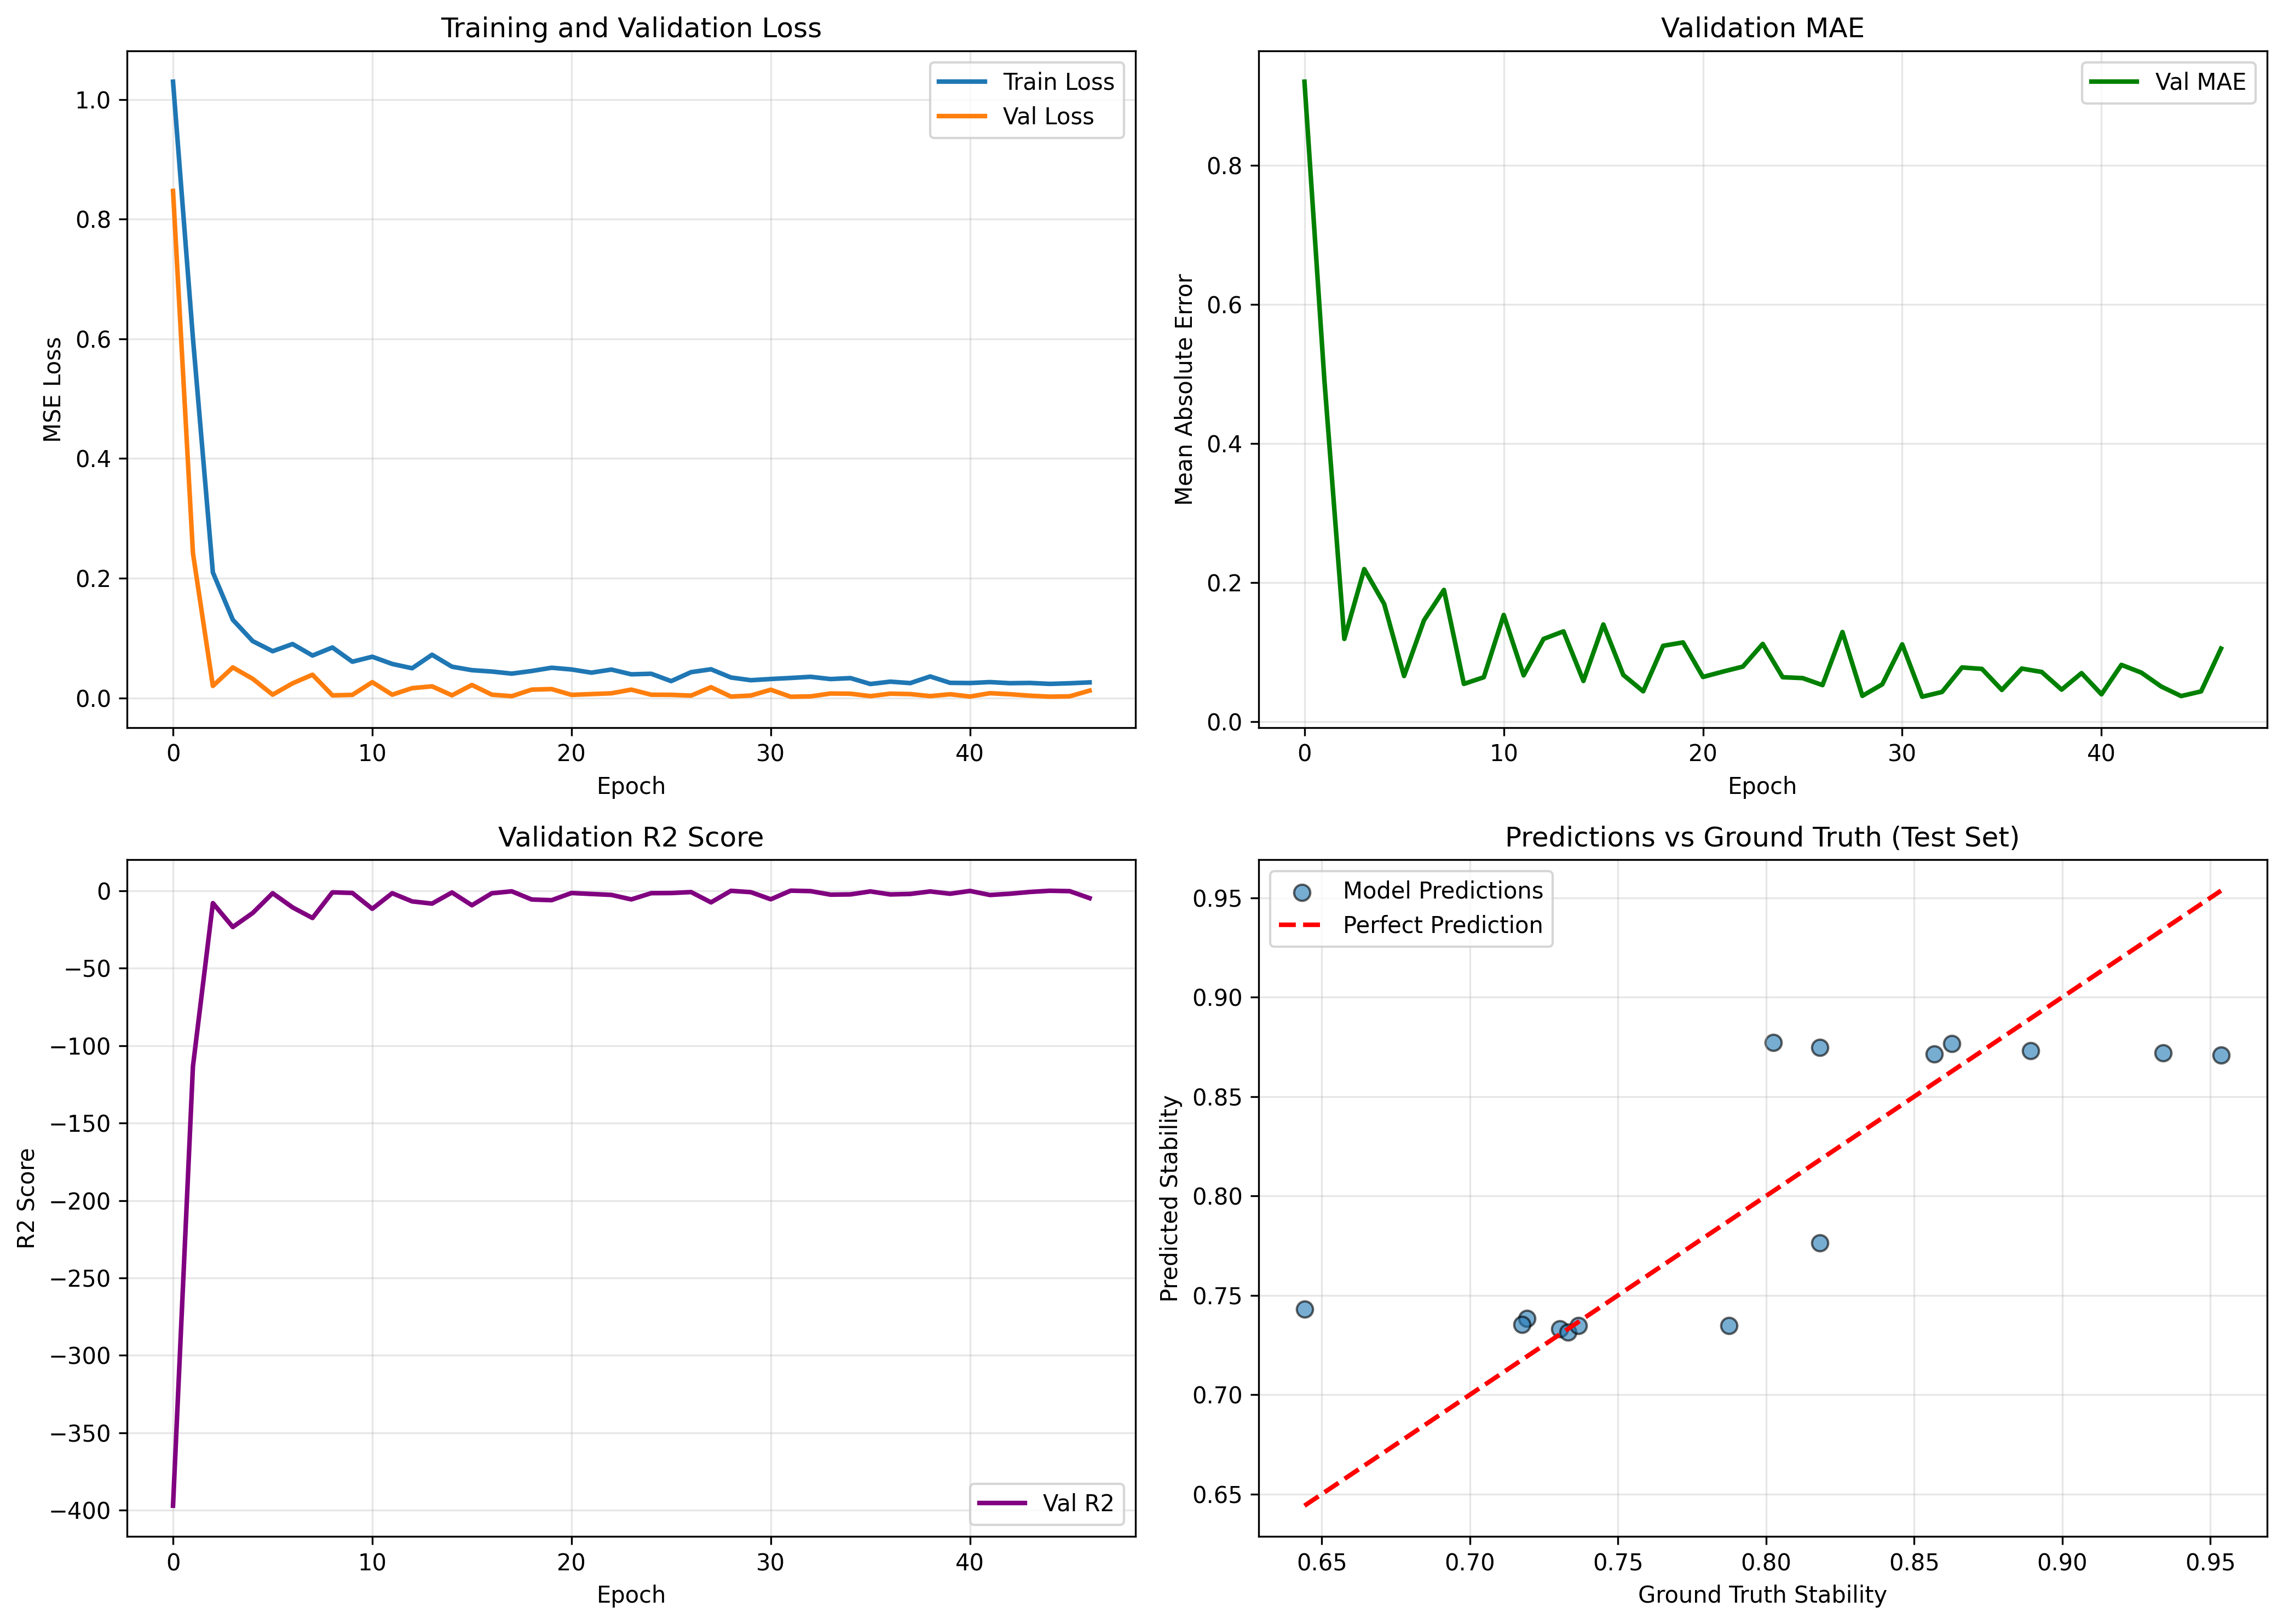 Training and Validation Loss
MSE Loss
1.0
0.8
0.6
0.4
0.2
0.0
Train Loss
Val Loss
0 10 20 30 40
Epoch
Validation MAE
Mean Absolute Error
0.8
0.6
0.4
0.2
0.0
Val MAE
0 10 20 30 40
Epoch
Validation R2 Score
R2 Score
0
−50
−100
−150
−200
−250
−300
−350
−400
Val R2
0 10 20 30 40
Epoch
Predictions vs Ground Truth (Test Set)
Predicted Stability
0.95
0.90
0.85
0.80
0.75
0.70
0.65
Model Predictions
Perfect Prediction
0.65 0.70 0.75 0.80 0.85 0.90 0.95
Ground Truth Stability